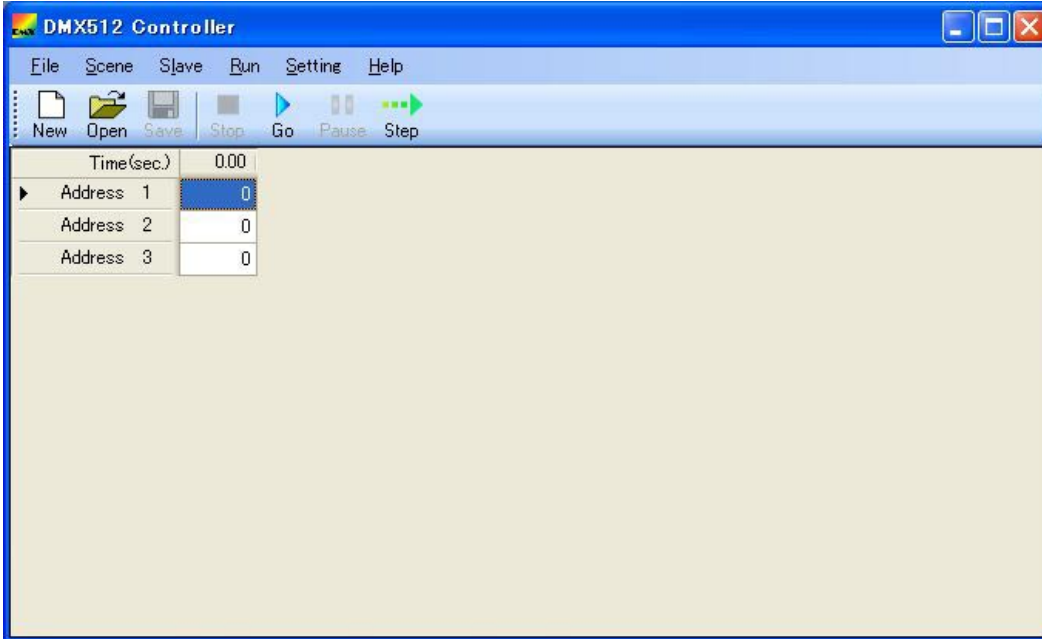 DMX DMX512 Controller
File Scene Slave Run Setting Help
New Open Save Stop Go Pause Step
Time(sec.) 0.00
Address 1 0
Address 2 0
Address 3 0